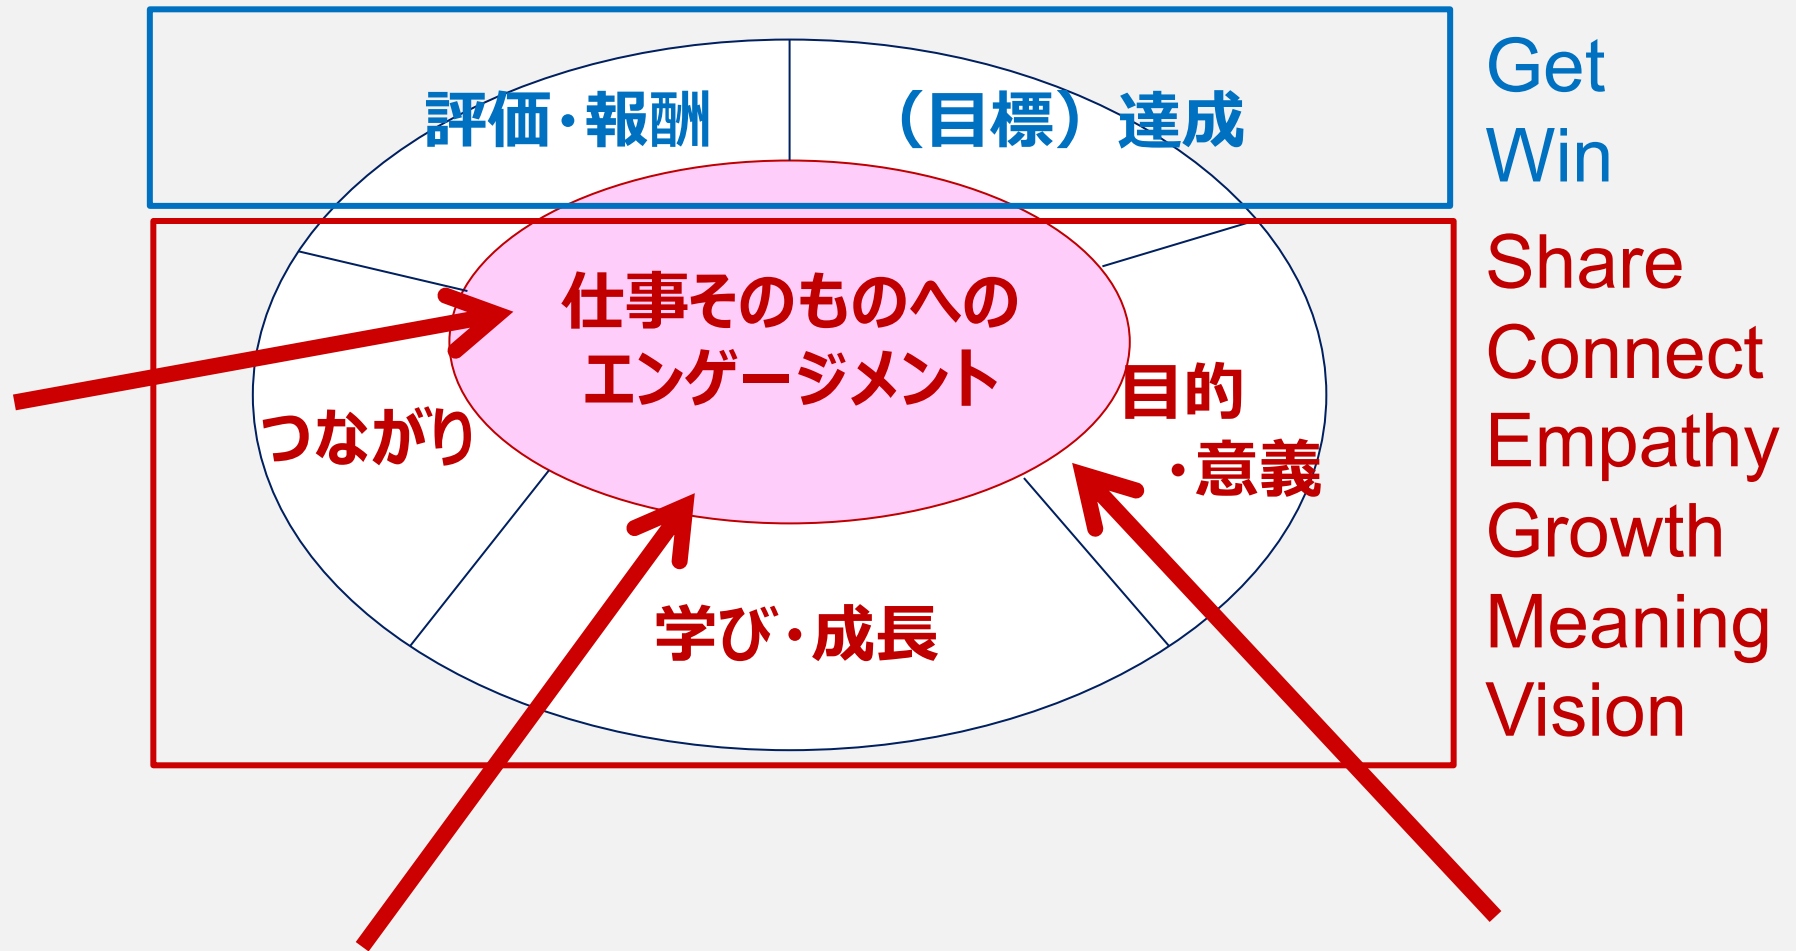 評価・報酬
（目標）達成
仕事そのものへの
エンゲージメント
つながり
目的
・意義
学び・成長
Get
Win
Share
Connect
Empathy
Growth
Meaning
Vision